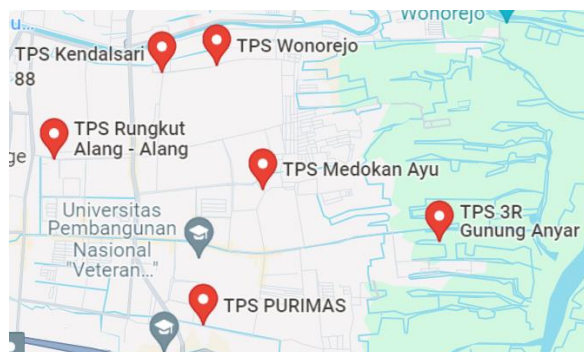 Wonorejo
u...
TPS Kendalsari
TPS Wonorejo
88
TPS Rungkut
Alang - Alang
ge
TPS Medokan Ayu
Universitas
Pembangunan
Nasional
"Veteran..."
TPS 3R
Gunung Anyar
TPS PURIMAS